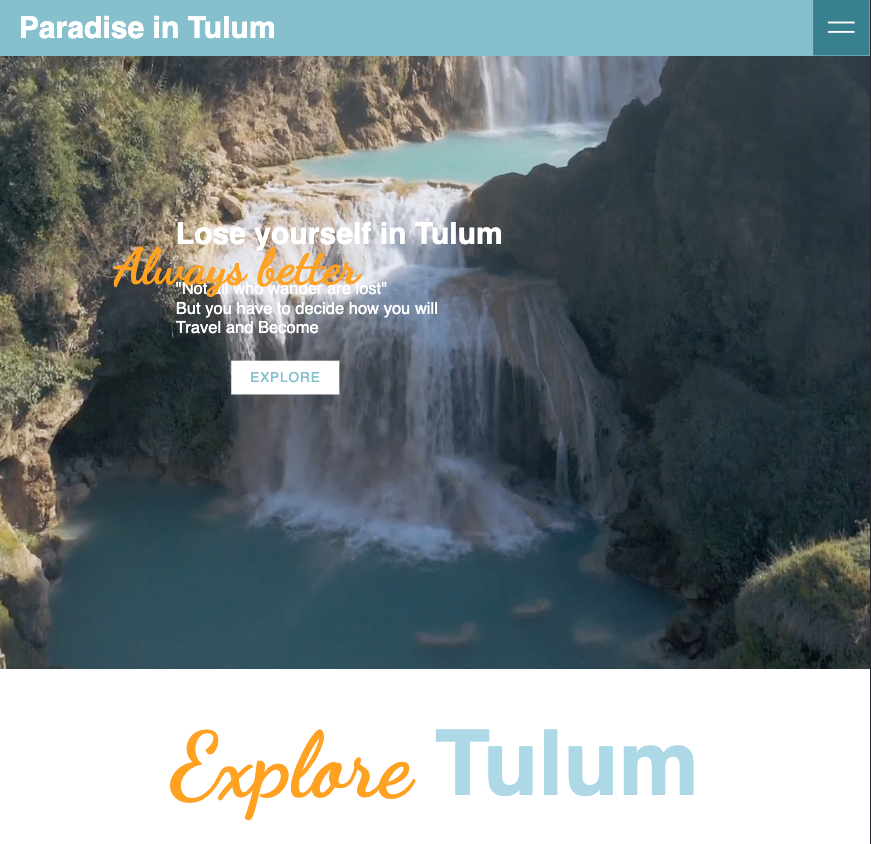 Paradise in Tulum
Lose yourself in Tulum
Always better
"Not all who wander are lost"
But you have to decide how you will
Travel and Become
EXPLORE
Explore Tulum